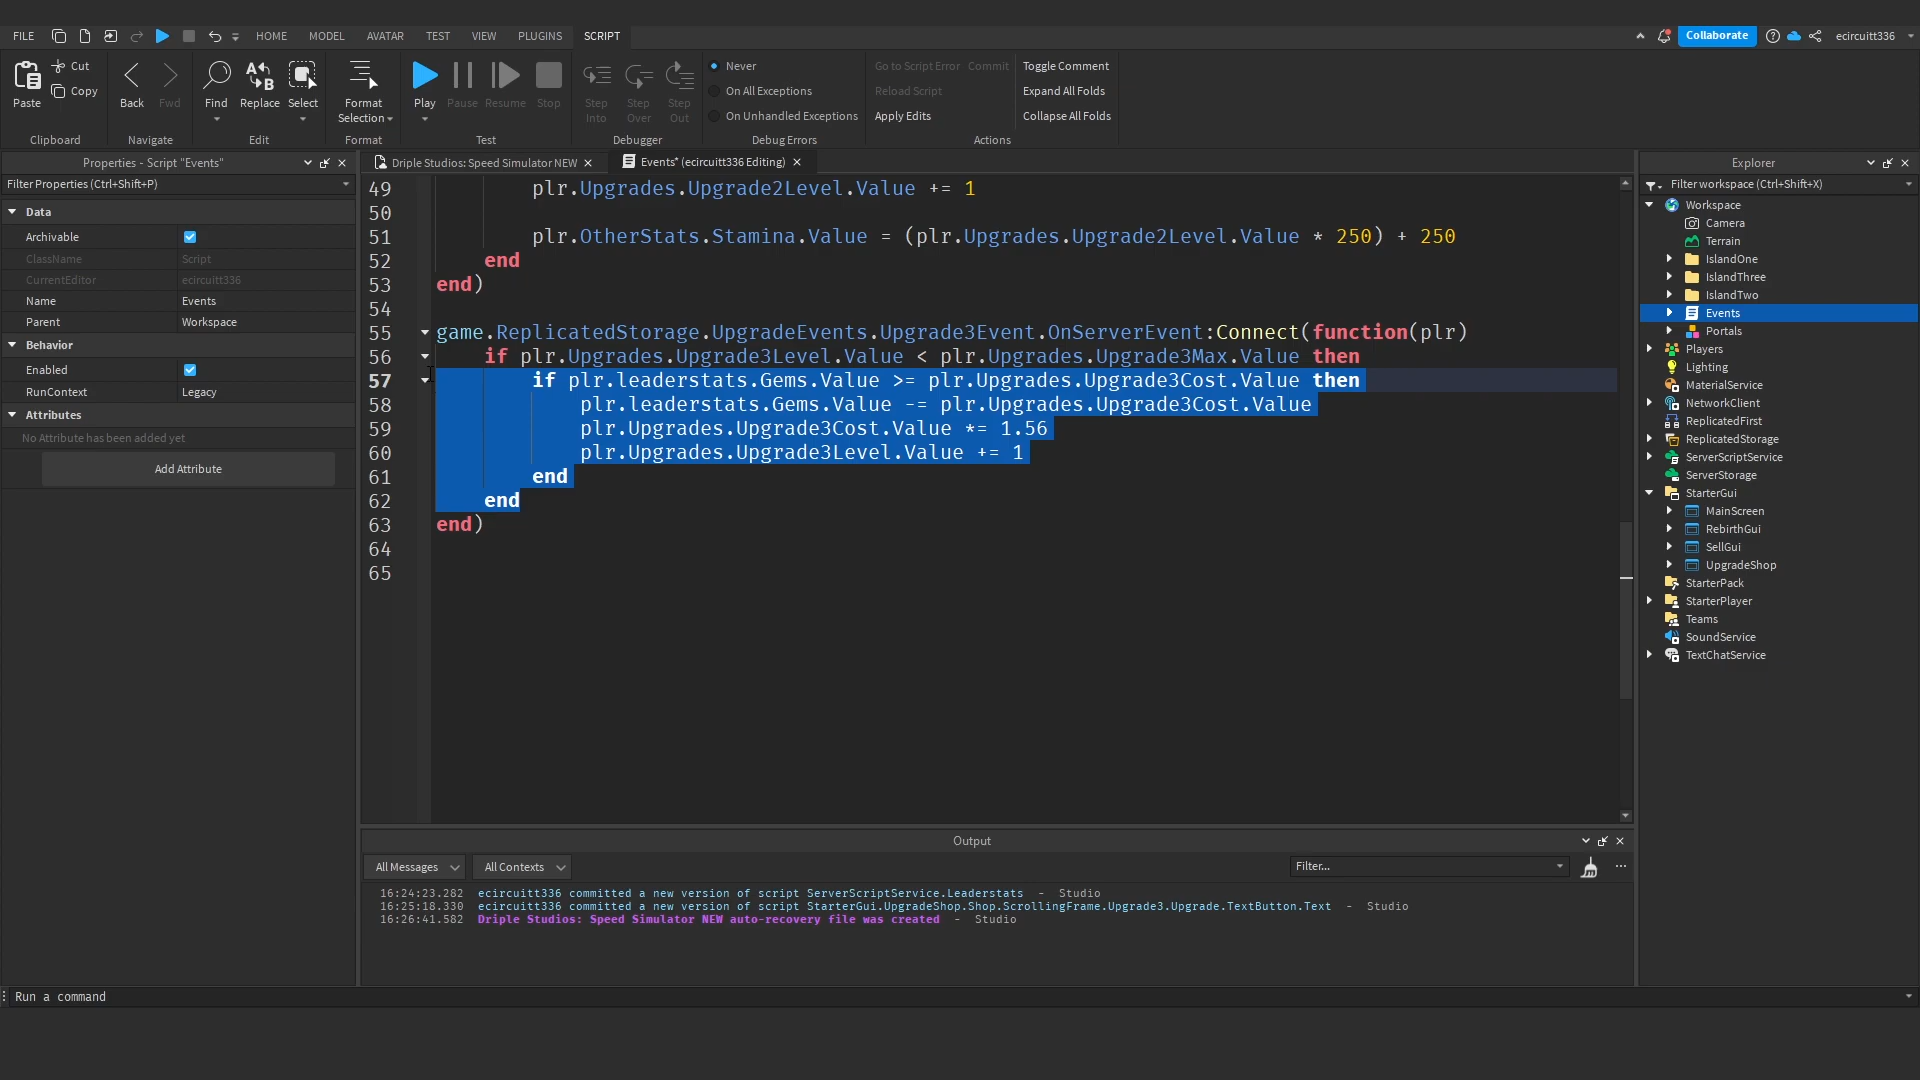 FILE HOME MODEL AVATAR TEST VIEW PLUGINS SCRIPT Collaborate ecircuitt336
Paste Cut Copy Clipboard
Back Fwd Navigate
Find Replace Select Edit
Format Selection Format
Play Pause Resume Stop Test
Step Into Step Over Step Out Debugger
Never
On All Exceptions
On Unhandled Exceptions
Debug Errors
Go to Script Error Commit
Reload Script
Apply Edits
Toggle Comment
Expand All Folds
Collapse All Folds
Actions
Properties - Script "Events"
Filter Properties (Ctrl+Shift+P)
Data
Archivable
ClassName Script
CurrentEditor ecircuitt336
Name Events
Parent Workspace
Behavior
Enabled
RunContext Legacy
Attributes
No Attribute has been added yet
Add Attribute
Driple Studios: Speed Simulator NEW
Events* (ecircuitt336 Editing)
49 plr.Upgrades.Upgrade2Level.Value += 1
50
51 plr.OtherStats.Stamina.Value = (plr.Upgrades.Upgrade2Level.Value * 250) + 250
52 end
53 end)
54
55 game.ReplicatedStorage.UpgradeEvents.Upgrade3Event.OnServerEvent:Connect(function(plr)
56 if plr.Upgrades.Upgrade3Level.Value < plr.Upgrades.Upgrade3Max.Value then
57 if plr.leaderstats.Gems.Value >= plr.Upgrades.Upgrade3Cost.Value then
58 plr.leaderstats.Gems.Value -= plr.Upgrades.Upgrade3Cost.Value
59 plr.Upgrades.Upgrade3Cost.Value *= 1.56
60 plr.Upgrades.Upgrade3Level.Value += 1
61 end
62 end
63 end)
64
65
Output
All Messages All Contexts Filter...
16:24:23.282 ecircuitt336 committed a new version of script ServerScriptService.Leaderstats - Studio
16:25:18.330 ecircuitt336 committed a new version of script StarterGui.UpgradeShop.Shop.ScrollingFrame.Upgrade3.Upgrade.TextButton.Text - Studio
16:26:41.582 Driple Studios: Speed Simulator NEW auto-recovery file was created - Studio
Explorer
Filter workspace (Ctrl+Shift+X)
Workspace
Camera
Terrain
IslandOne
IslandThree
IslandTwo
Events
Portals
Players
Lighting
MaterialService
NetworkClient
ReplicatedFirst
ReplicatedStorage
ServerScriptService
ServerStorage
StarterGui
MainScreen
RebirthGui
SellGui
UpgradeShop
StarterPack
StarterPlayer
Teams
SoundService
TextChatService
Run a command